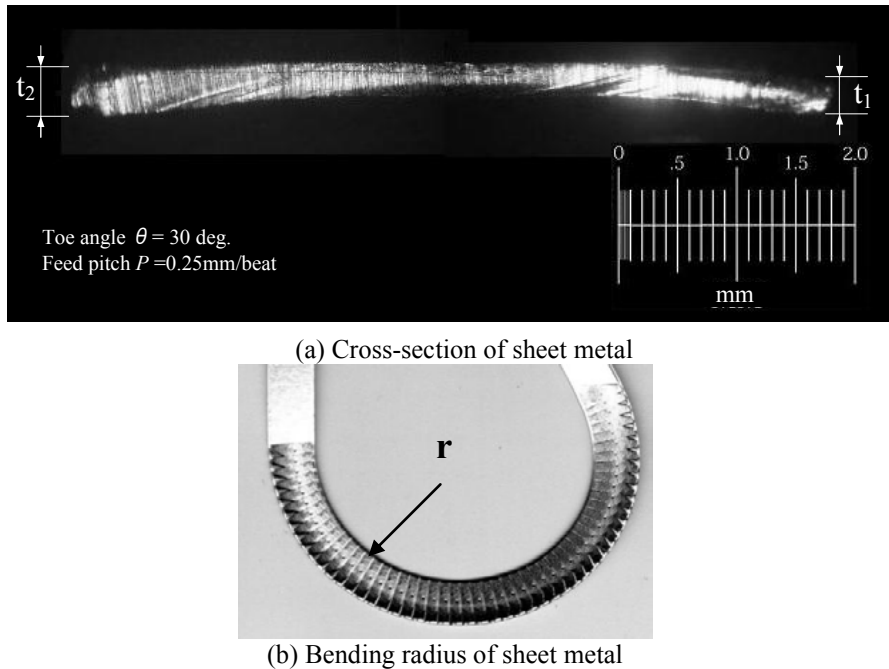 t₂
t₁
0 .5 1.0 1.5 2.0
mm
Toe angle θ = 30 deg.
Feed pitch P =0.25mm/beat
(a) Cross-section of sheet metal
r
(b) Bending radius of sheet metal